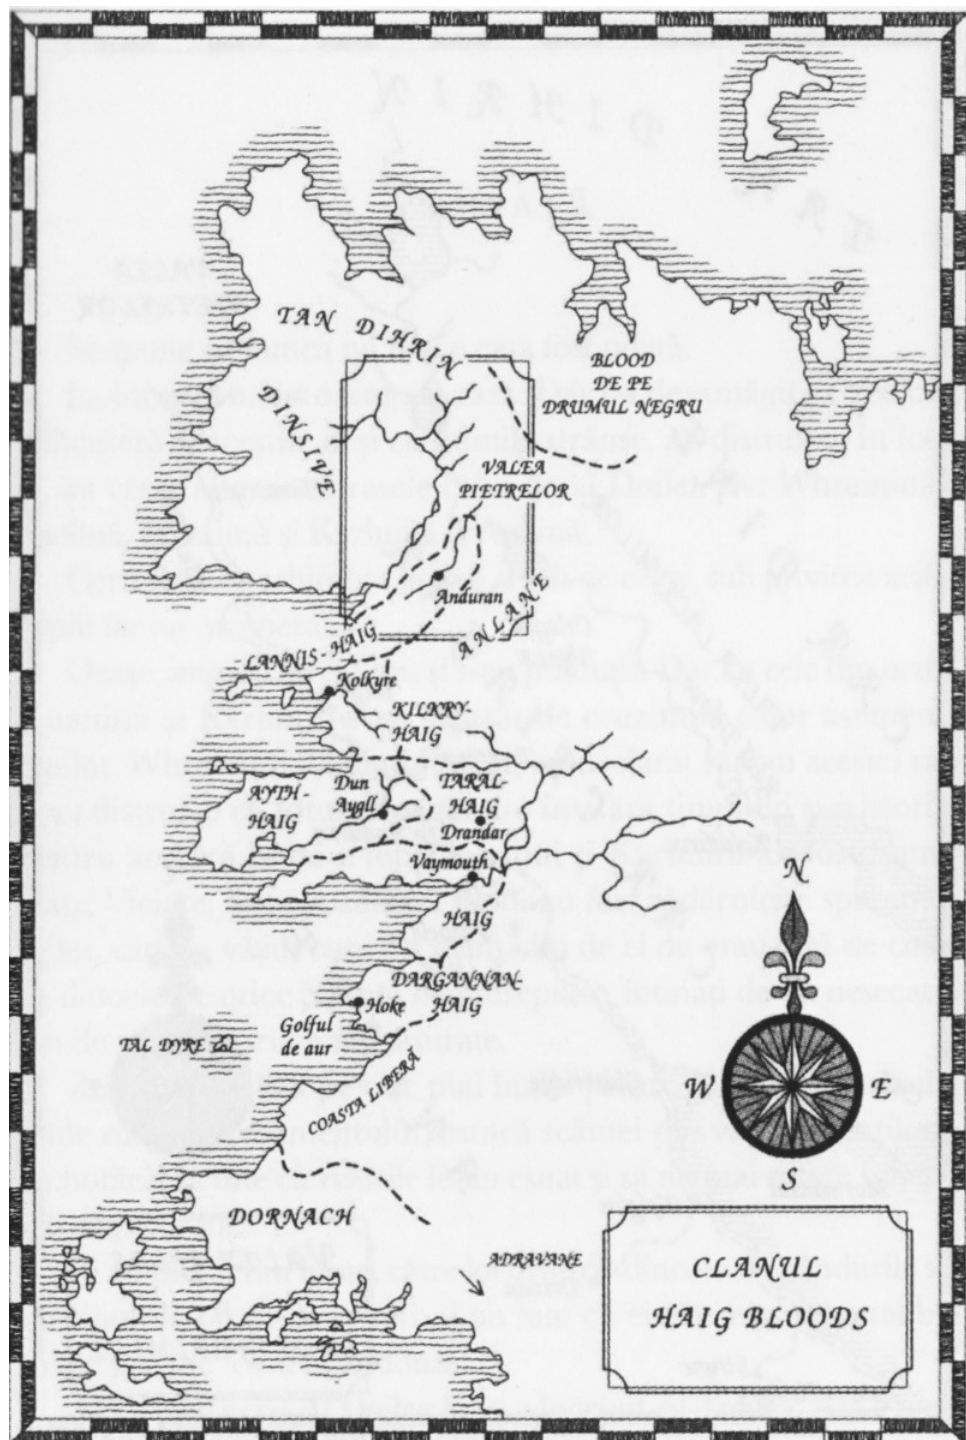 TAN DIHRIN
DINSIVE
BLOOD
DE PE
DRUMUL NEGRU
VALEA
PIETRELOR
Anduran
ANLANE
LANNIS-HAIG
Kolkyre
KILKRY-
HAIG
AYTH-
HAIG
Dun
Aygll
TARAL-
HAIG
Drandar
Vaymouth
HAIG
DARGANNAN-
HAIG
Hoke
Golful
de aur
TAL DYRE
COASTA LIBERĂ
DORNACH
ADRAVANE
N
W
E
S
CLANUL
HAIG BLOODS